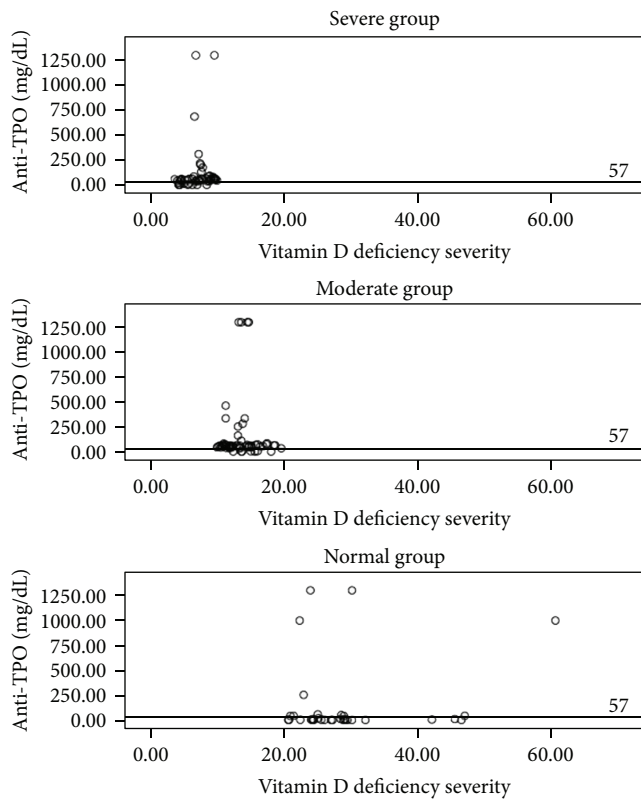 Severe group
Anti-TPO (mg/dL)
1250.00
1000.00
750.00
500.00
250.00
0.00
57
0.00 20.00 40.00 60.00
Vitamin D deficiency severity
Moderate group
Anti-TPO (mg/dL)
1250.00
1000.00
750.00
500.00
250.00
0.00
57
0.00 20.00 40.00 60.00
Vitamin D deficiency severity
Normal group
Anti-TPO (mg/dL)
1250.00
1000.00
750.00
500.00
250.00
0.00
57
0.00 20.00 40.00 60.00
Vitamin D deficiency severity